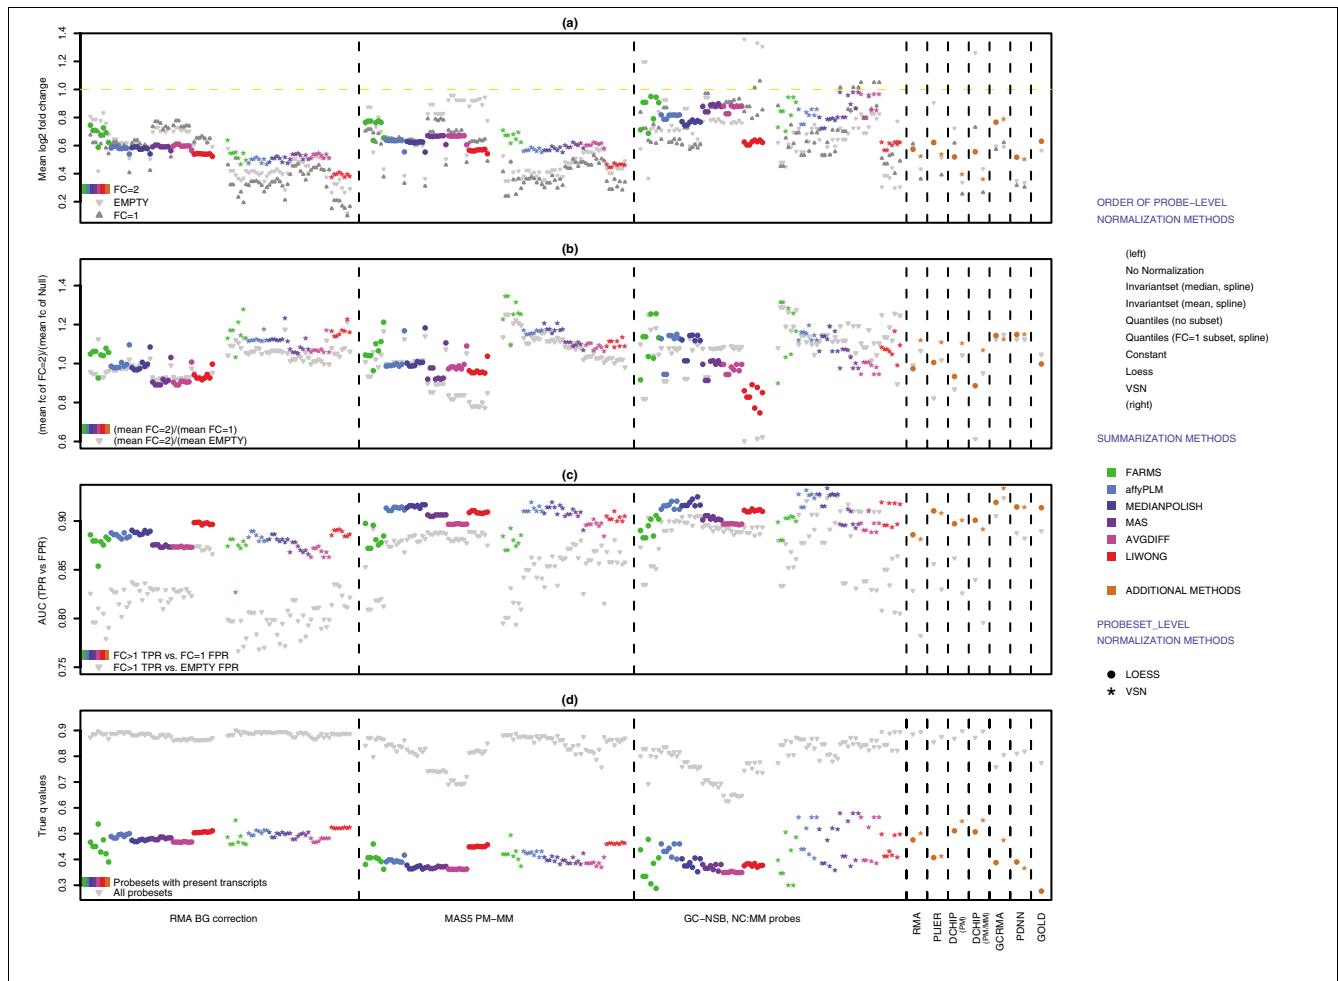 (a)
Mean log2 fold change
1.4
1.2
1.0
0.8
0.6
0.4
0.2
FC=2
EMPTY
FC=1
(b)
(mean fc of FC=2)/(mean fc of Null)
1.4
1.2
1.0
0.8
0.6
(mean FC=2)/(mean FC=1)
(mean FC=2)/(mean EMPTY)
(c)
AUC (TPR vs FPR)
0.90
0.85
0.80
0.75
FC>1 TPR vs. FC=1 FPR
FC>1 TPR vs. EMPTY FPR
(d)
True q values
0.9
0.8
0.7
0.6
0.5
0.4
0.3
Probesets with present transcripts
All probesets
RMA BG correction
MAS5 PM−MM
GC−NSB, NC:MM probes
RMA
PLIER
DCHIP
(PM)
DCHIP
(PM/MM)
GCRMA
PDNN
GOLD
ORDER OF PROBE−LEVEL
NORMALIZATION METHODS
(left)
No Normalization
Invariantset (median, spline)
Invariantset (mean, spline)
Quantiles (no subset)
Quantiles (FC=1 subset, spline)
Constant
Loess
VSN
(right)
SUMMARIZATION METHODS
FARMS
affyPLM
MEDIANPOLISH
MAS
AVGDIFF
LIWONG
ADDITIONAL METHODS
PROBESET_LEVEL
NORMALIZATION METHODS
LOESS
VSN